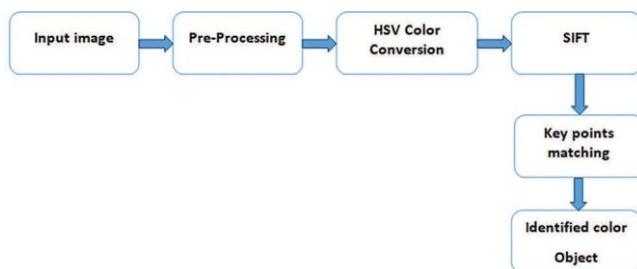 Input image
Pre-Processing
HSV Color
Conversion
SIFT
Key points
matching
Identified color
Object